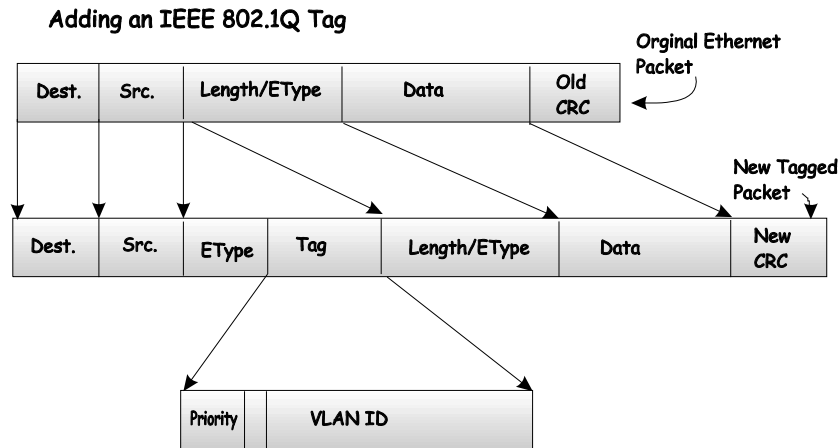 Adding an IEEE 802.1Q Tag
Orginal Ethernet
Packet
Dest. Src. Length/EType Data Old
CRC
New Tagged
Packet
Dest. Src. EType Tag Length/EType Data New
CRC
Priority VLAN ID